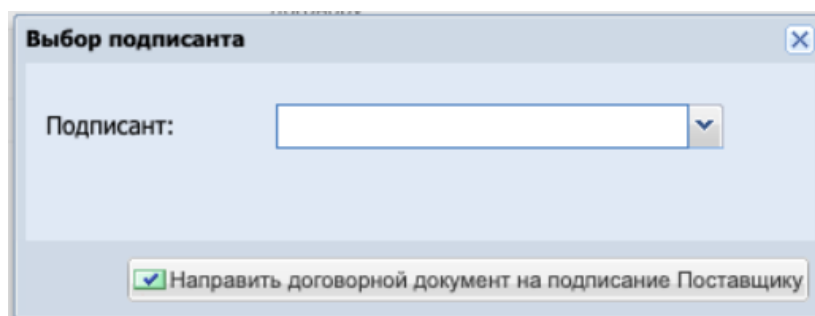 Выбор подписанта
Подписант:
Направить договорной документ на подписание Поставщику